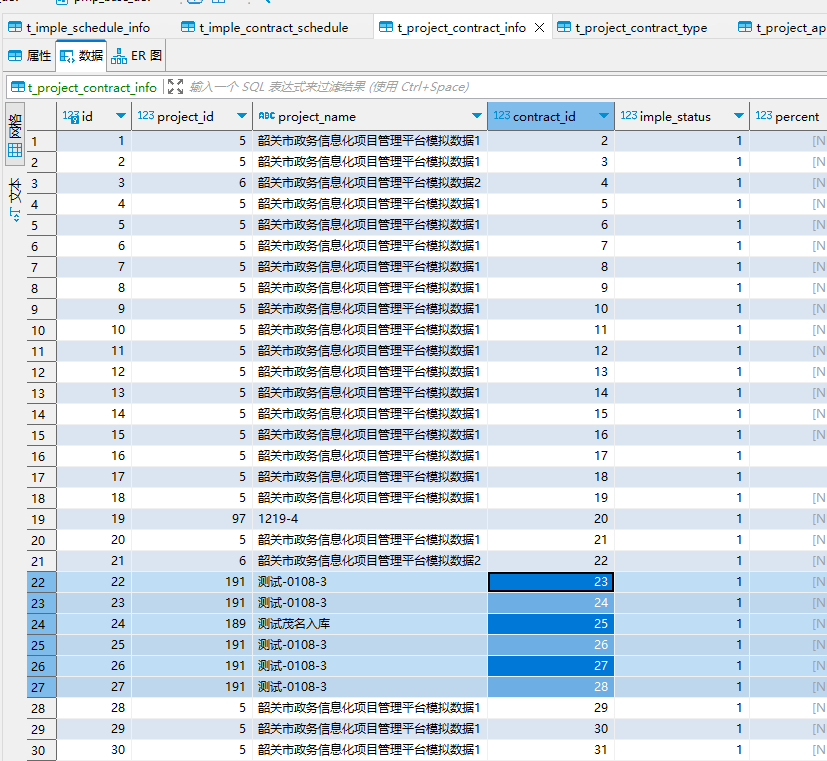 t_imple_schedule_info t_imple_contract_schedule t_project_contract_info t_project_contract_type t_project_ap
属性 数据 ER 图
t_project_contract_info 输入一个 SQL 表达式来过滤结果 (使用 Ctrl+Space)
网格
文本
123 id 123 project_id ABC project_name 123 contract_id 123 imple_status 123 percent
1 1 5 韶关市政务信息化项目管理平台模拟数据1 2 1 [N
2 2 5 韶关市政务信息化项目管理平台模拟数据1 3 1 [N
3 3 6 韶关市政务信息化项目管理平台模拟数据2 4 1 [N
4 4 5 韶关市政务信息化项目管理平台模拟数据1 5 1 [N
5 5 5 韶关市政务信息化项目管理平台模拟数据1 6 1 [N
6 6 5 韶关市政务信息化项目管理平台模拟数据1 7 1 [N
7 7 5 韶关市政务信息化项目管理平台模拟数据1 8 1 [N
8 8 5 韶关市政务信息化项目管理平台模拟数据1 9 1 [N
9 9 5 韶关市政务信息化项目管理平台模拟数据1 10 1 [N
10 10 5 韶关市政务信息化项目管理平台模拟数据1 11 1 [N
11 11 5 韶关市政务信息化项目管理平台模拟数据1 12 1 [N
12 12 5 韶关市政务信息化项目管理平台模拟数据1 13 1 [N
13 13 5 韶关市政务信息化项目管理平台模拟数据1 14 1 [N
14 14 5 韶关市政务信息化项目管理平台模拟数据1 15 1 [N
15 15 5 韶关市政务信息化项目管理平台模拟数据1 16 1 [N
16 16 5 韶关市政务信息化项目管理平台模拟数据1 17 1
17 17 5 韶关市政务信息化项目管理平台模拟数据1 18 1
18 18 5 韶关市政务信息化项目管理平台模拟数据1 19 1 [N
19 19 97 1219-4 20 1 [N
20 20 5 韶关市政务信息化项目管理平台模拟数据1 21 1 [N
21 21 6 韶关市政务信息化项目管理平台模拟数据2 22 1 [N
22 22 191 测试-0108-3 23 1 [N
23 23 191 测试-0108-3 24 1 [N
24 24 189 测试茂名入库 25 1 [N
25 25 191 测试-0108-3 26 1 [N
26 26 191 测试-0108-3 27 1 [N
27 27 191 测试-0108-3 28 1 [N
28 28 5 韶关市政务信息化项目管理平台模拟数据1 29 1 [N
29 29 5 韶关市政务信息化项目管理平台模拟数据1 30 1 [N
30 30 5 韶关市政务信息化项目管理平台模拟数据1 31 1 [N